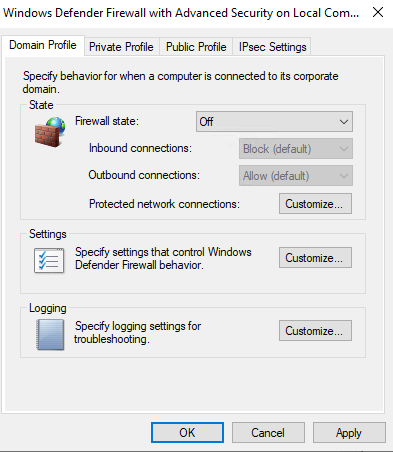 Windows Defender Firewall with Advanced Security on Local Com...
Domain Profile Private Profile Public Profile IPsec Settings
Specify behavior for when a computer is connected to its corporate
domain.
State
Firewall state: Off
Inbound connections: Block (default)
Outbound connections: Allow (default)
Protected network connections: Customize...
Settings
Specify settings that control Windows
Defender Firewall behavior.
Customize...
Logging
Specify logging settings for
troubleshooting.
Customize...
OK Cancel Apply